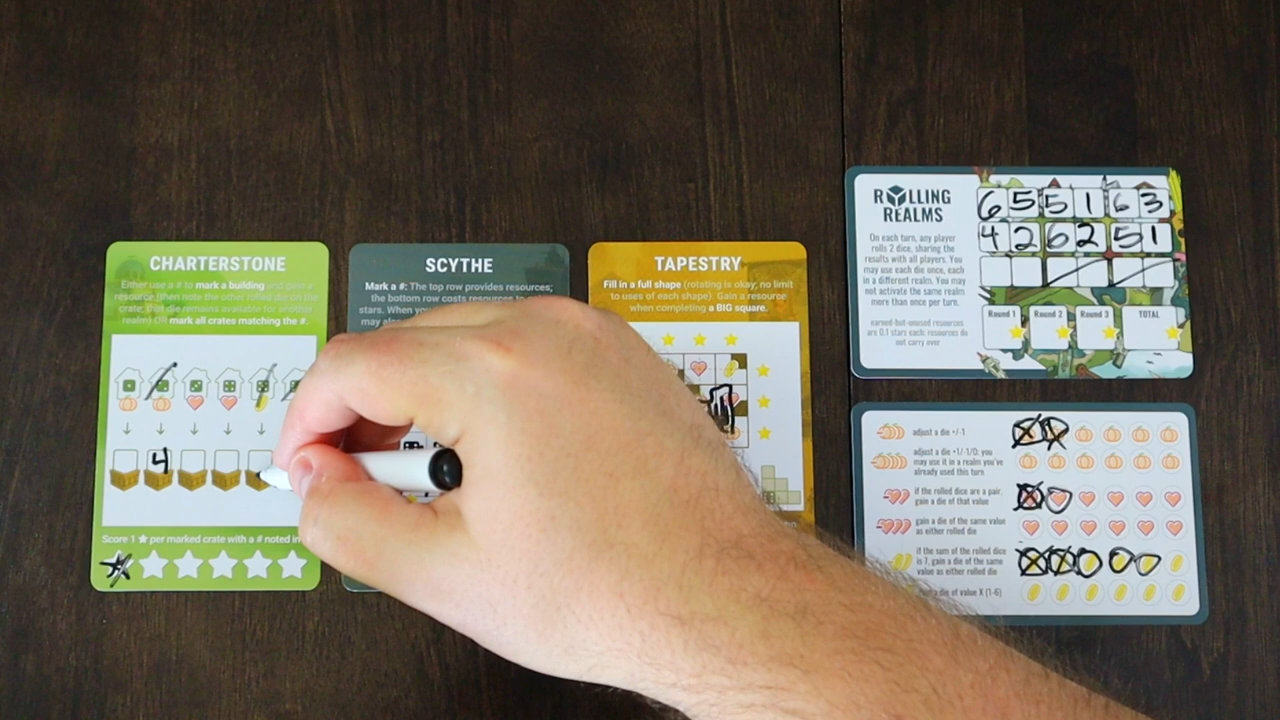 CHARTERSTONE
Either use a # to mark a building and gain a
resource (then note the other rolled die on the
crate; that die remains available for another
realm) OR mark all crates matching the #.
4
Score 1 per marked crate with a # noted in
SCYTHE
Mark a #: The top row provides resources;
the bottom row costs resources to
stars. When you
may also
TAPESTRY
Fill in a full shape (rotating is okay; no limit
to uses of each shape). Gain a resource
when completing a BIG square.
ROLLING
REALMS
On each turn, any player
rolls 2 dice, sharing the
results with all players. You
may use each die once, each
in a different realm. You may
not activate the same realm
more than once per turn.
earned-but-unused resources
are 0.1 stars each; resources do
not carry over
6 5 5 1 6 3
4 2 6 2 5 1
Round 1 Round 2 Round 3 TOTAL
adjust a die +/-1
adjust a die +1/-1/0; you
may use it in a realm you've
already used this turn
if the rolled dice are a pair,
gain a die of that value
gain a die of the same value
as either rolled die
if the sum of the rolled dice
is 7, gain a die of the same
value as either rolled die
a die of value X (1-6)